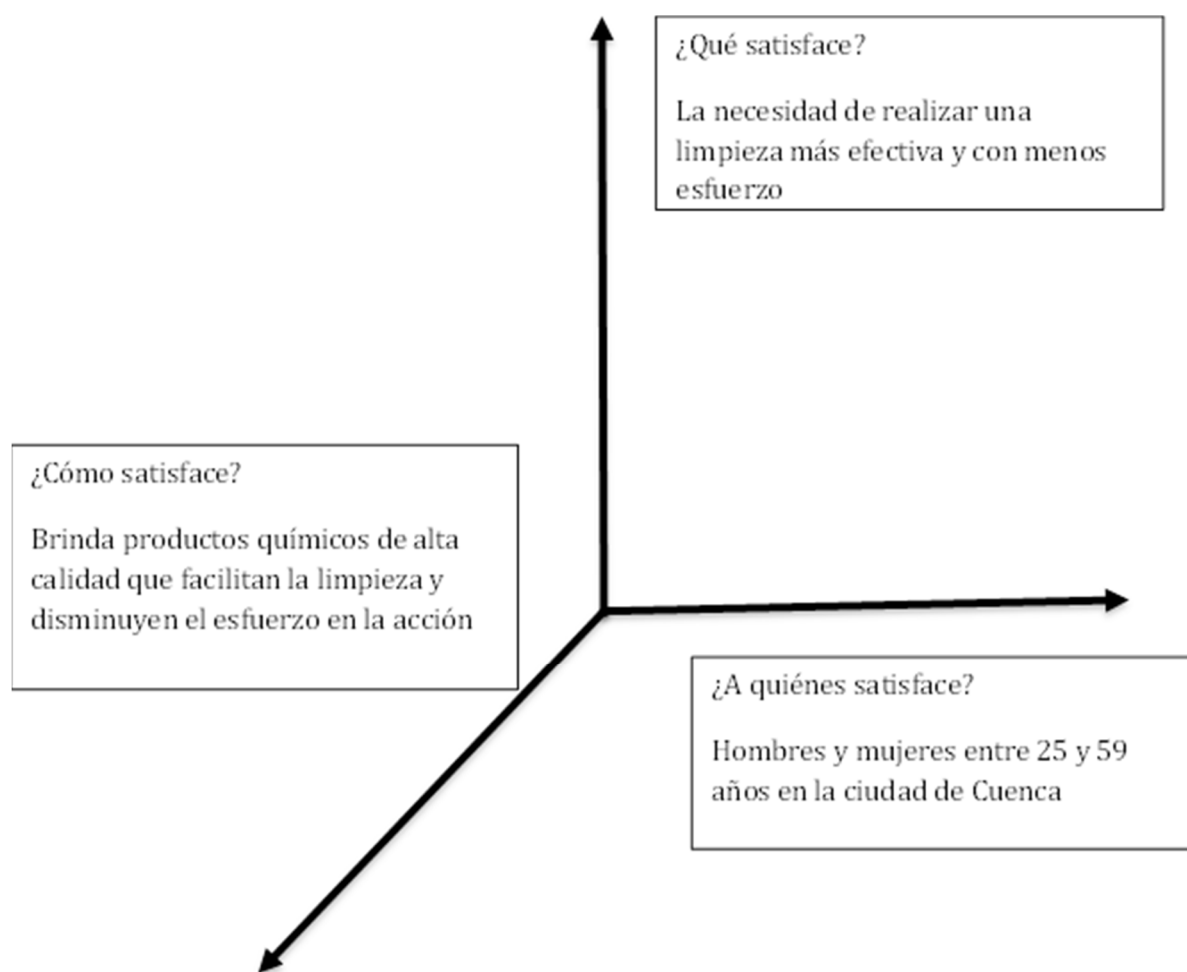 ¿Qué satisface?
La necesidad de realizar una
limpieza más efectiva y con menos
esfuerzo
¿Cómo satisface?
Brinda productos químicos de alta
calidad que facilitan la limpieza y
disminuyen el esfuerzo en la acción
¿A quiénes satisface?
Hombres y mujeres entre 25 y 59
años en la ciudad de Cuenca